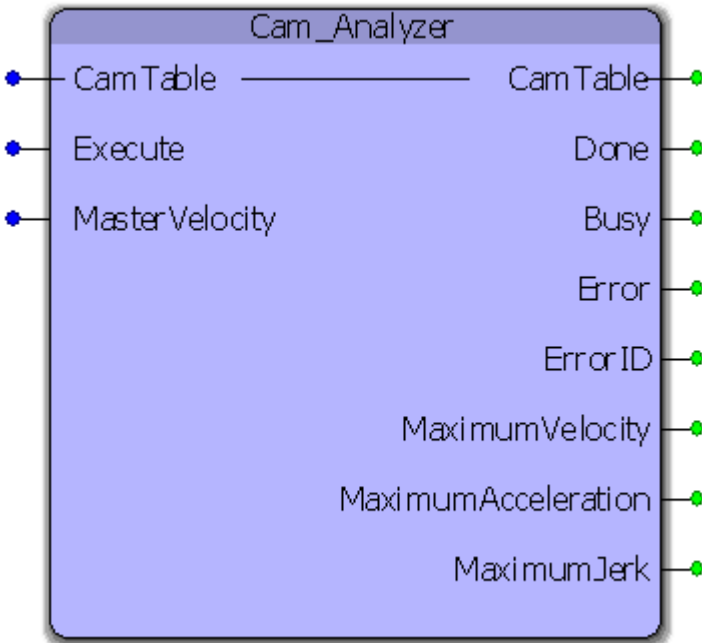 Cam_Analyzer
CamTable CamTable
Execute Done
MasterVelocity Busy
Error
ErrorID
MaximumVelocity
MaximumAcceleration
MaximumJerk